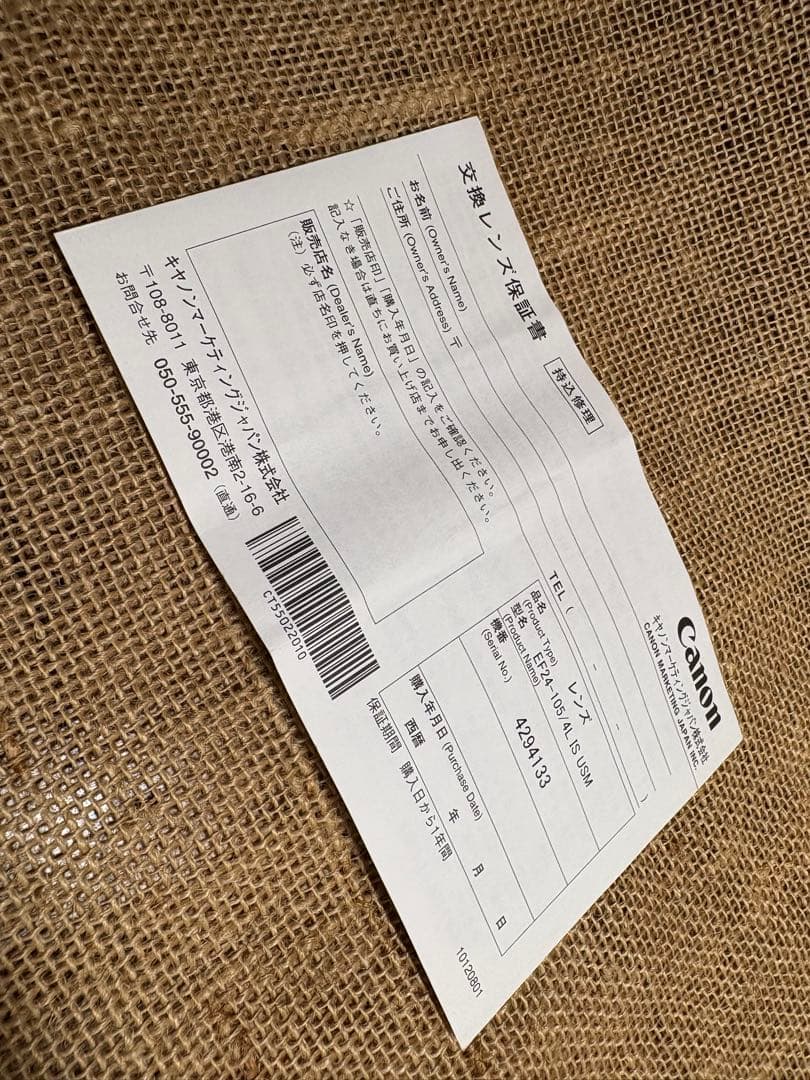 交換レンズ保証書
持込修理
Canon
キヤノンマーケティングジャパン株式会社
CANON MARKETING JAPAN INC.
お名前 (Owner's Name)
ご住所 (Owner's Address) 〒
TEL ( - - )
☆「販売店印」「購入年月日」の記入をご確認ください。
記入なき場合は直ちにお買い上げ店までお申し出ください。
販売店名 (Dealer's Name)
(注) 必ず店名印を押してください。
品名 (Product Type) レンズ
型名 (Product Name) EF24-105/4L IS USM
機番 (Serial No.) 4294133
購入年月日 (Purchase Date)
西暦 年 月 日
保証期間 購入日から1年間
キヤノンマーケティングジャパン株式会社
〒108-8011 東京都港区港南2-16-6
お問合せ先 050-555-90002 (直通)
CT55022010
10120801